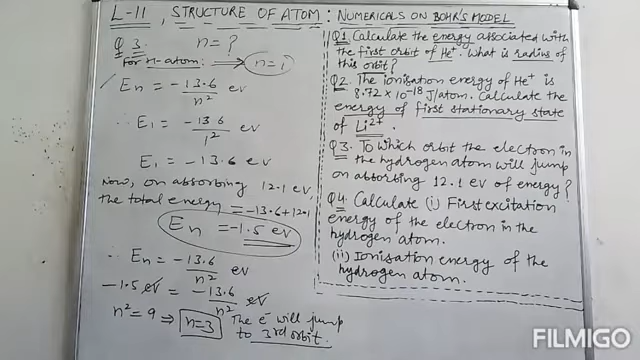 L-11, STRUCTURE OF ATOM : NUMERICALS ON BOHR'S MODEL
Q 3. n = ?
for H-atom: ⟹ n=1
En = -13.6/n² ev
∴ E1 = -13.6/1² ev
E1 = -13.6 ev
Now, on absorbing 12.1 ev
the total energy = -13.6+12.1
En = -1.5 ev
∴ En = -13.6/n² ev
-1.5 ev = -13.6/n² ev
n² = 9 ⇒ n=3 The e⁻ will jump
to 3rd orbit.
Q1. Calculate the energy associated with
the first orbit of He⁺. What is radius of
this orbit?
Q2. The ionisation energy of He⁺ is
8.72 × 10⁻¹⁸ J/atom. Calculate the
energy of first stationary state
of Li²⁺
Q3. To which orbit the electron in
the hydrogen atom will jump
on absorbing 12.1 ev of energy?
Q4. Calculate (i) First excitation
energy of the electron in the
hydrogen atom.
(ii) Ionisation energy of the
hydrogen atom.
FILMIGO